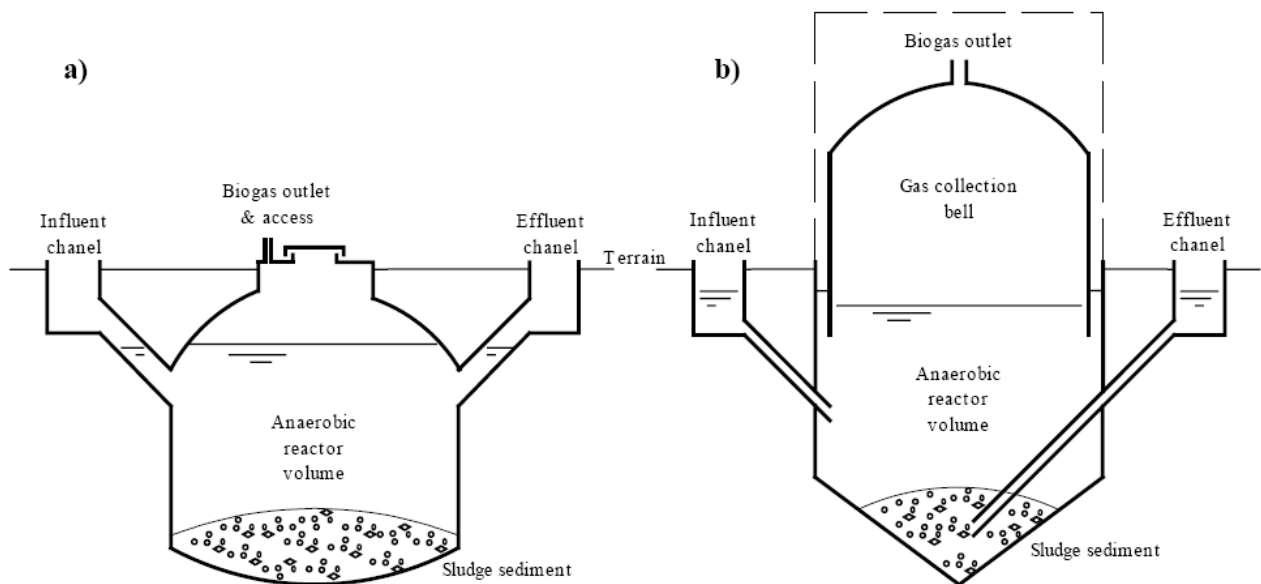 a)
Biogas outlet
& access
Influent
chanel
Effluent
chanel
Anaerobic
reactor
volume
Sludge sediment
Terrain
b)
Biogas outlet
Gas collection
bell
Influent
chanel
Effluent
chanel
Anaerobic
reactor
volume
Sludge sediment